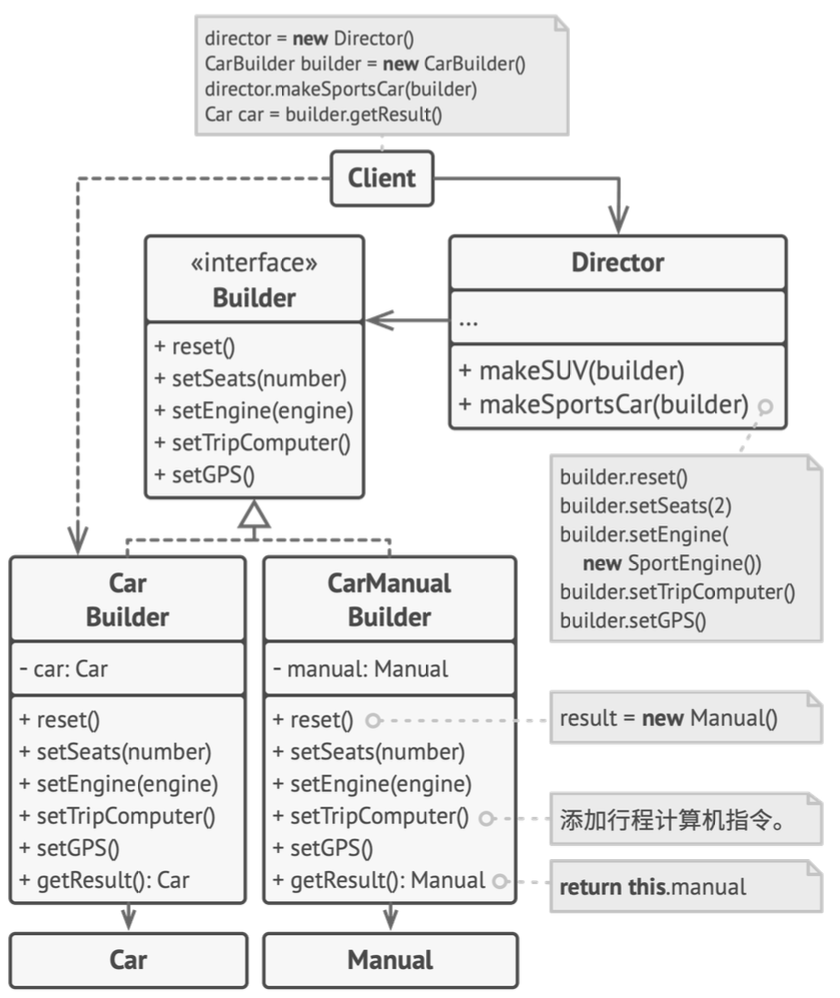 director = new Director()
CarBuilder builder = new CarBuilder()
director.makeSportsCar(builder)
Car car = builder.getResult()
Client
«interface»
Builder
+ reset()
+ setSeats(number)
+ setEngine(engine)
+ setTripComputer()
+ setGPS()
Director
...
+ makeSUV(builder)
+ makeSportsCar(builder)
builder.reset()
builder.setSeats(2)
builder.setEngine(
new SportEngine())
builder.setTripComputer()
builder.setGPS()
Car
Builder
- car: Car
+ reset()
+ setSeats(number)
+ setEngine(engine)
+ setTripComputer()
+ setGPS()
+ getResult(): Car
CarManual
Builder
- manual: Manual
+ reset()
+ setSeats(number)
+ setEngine(engine)
+ setTripComputer()
+ setGPS()
+ getResult(): Manual
result = new Manual()
添加行程计算机指令。
return this.manual
Car
Manual